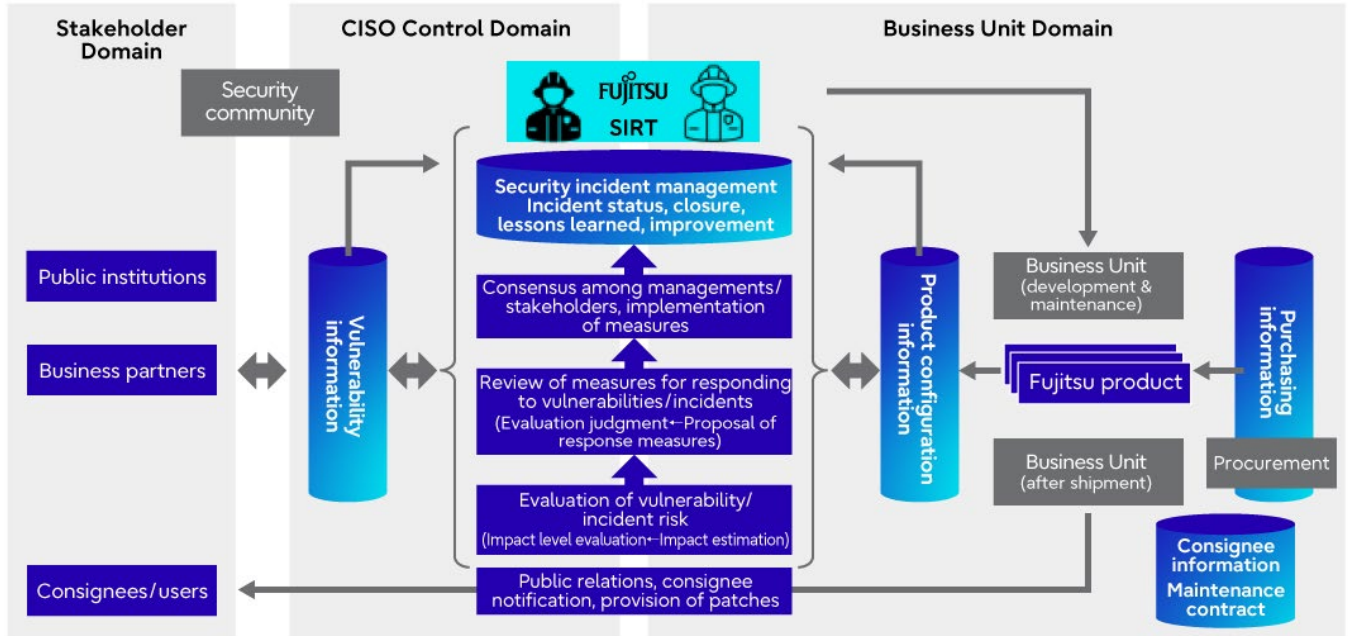 Stakeholder
Domain
CISO Control Domain
Business Unit Domain
Security
community
FUJITSU
SIRT
Security incident management
Incident status, closure,
lessons learned, improvement
Public institutions
Business partners
Consignees/users
Vulnerability
information
Consensus among managements/
stakeholders, implementation
of measures
Review of measures for responding
to vulnerabilities/incidents
(Evaluation judgment←Proposal of
response measures)
Evaluation of vulnerability/
incident risk
(Impact level evaluation←Impact estimation)
Public relations, consignee
notification, provision of patches
Product configuration
information
Business Unit
(development &
maintenance)
Fujitsu product
Business Unit
(after shipment)
Purchasing
information
Procurement
Consignee
information
Maintenance
contract